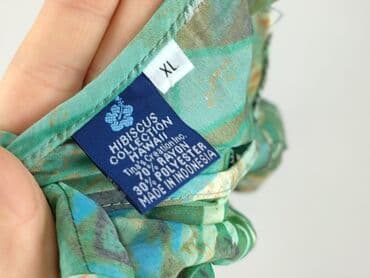 XL
HIBISCUS
COLLECTION
HAWAII
Tina's Creation Inc.
70% RAYON
30% POLYESTER
MADE IN INDONESIA